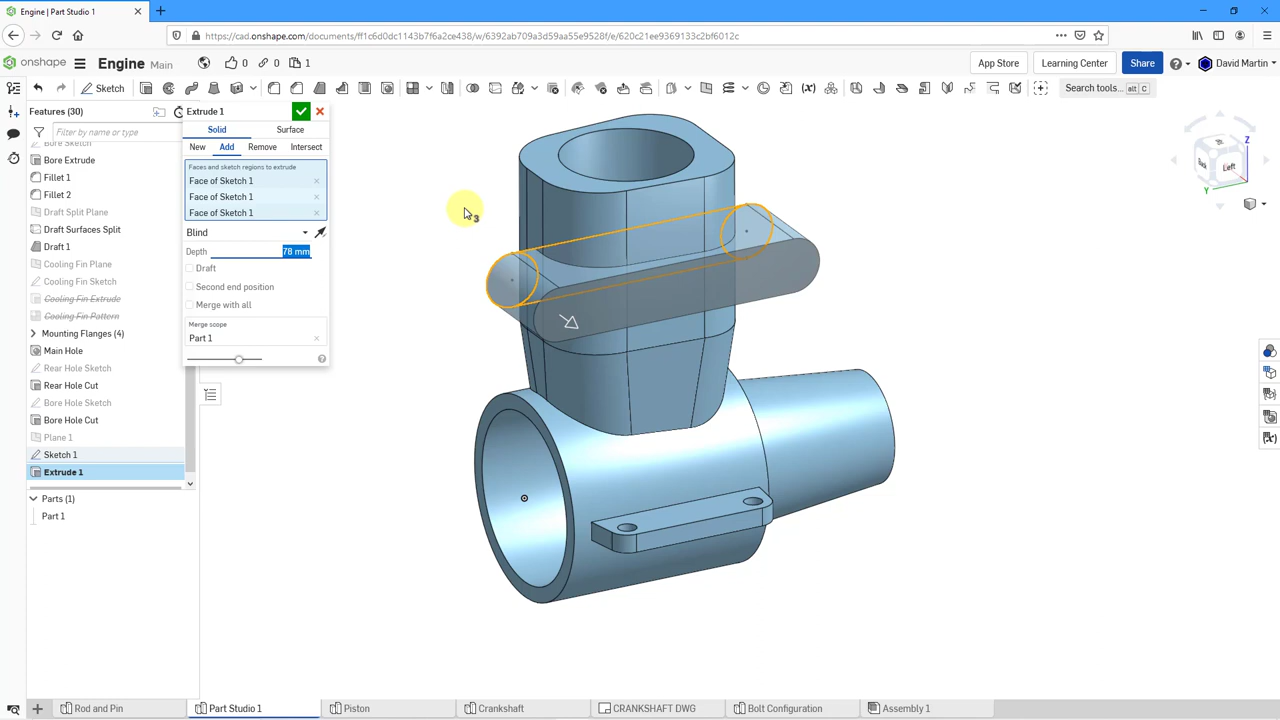 Engine | Part Studio 1
https://cad.onshape.com/documents/ff1c6d0dc1143b7f6a2ce438/w/6392ab709a3d59aa55e9528f/e/620c21ee9369133c2bf6012c
onshape
Engine Main
0
0
1
App Store
Learning Center
Share
David Martin
Sketch
Search tools...
alt C
Features (30)
Filter by name or type
Bore Sketch
Bore Extrude
Fillet 1
Fillet 2
Draft Split Plane
Draft Surfaces Split
Draft 1
Cooling Fin Plane
Cooling Fin Sketch
Cooling Fin Extrude
Cooling Fin Pattern
Mounting Flanges (4)
Main Hole
Rear Hole Sketch
Rear Hole Cut
Bore Hole Sketch
Bore Hole Cut
Plane 1
Sketch 1
Extrude 1
Parts (1)
Part 1
Extrude 1
Solid
Surface
New
Add
Remove
Intersect
Faces and sketch regions to extrude
Face of Sketch 1
Face of Sketch 1
Face of Sketch 1
Blind
Depth
78 mm
Draft
Second end position
Merge with all
Merge scope
Part 1
3
Z
Back
Left
Y
Rod and Pin
Part Studio 1
Piston
Crankshaft
CRANKSHAFT DWG
Bolt Configuration
Assembly 1